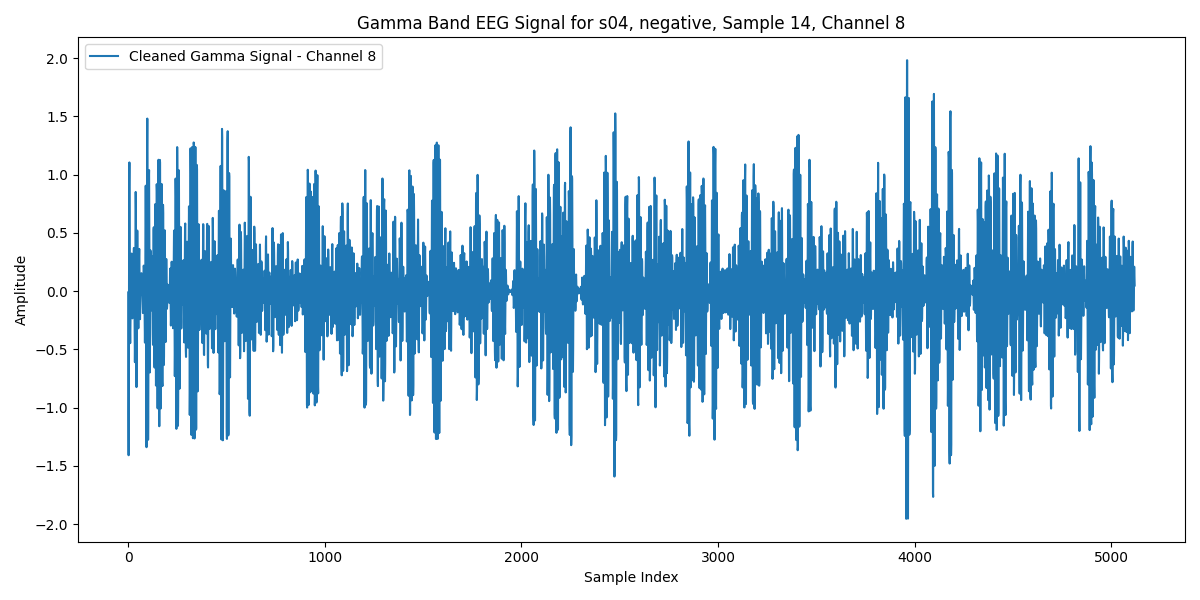 Gamma Band EEG Signal for s04, negative, Sample 14, Channel 8
Cleaned Gamma Signal - Channel 8
Amplitude
2.0
1.5
1.0
0.5
0.0
−0.5
−1.0
−1.5
−2.0
0 1000 2000 3000 4000 5000
Sample Index